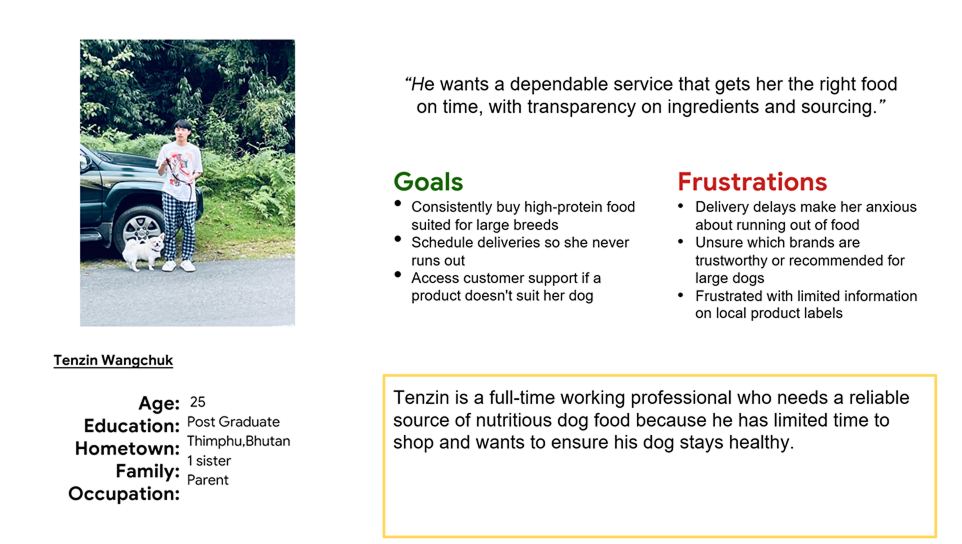 “He wants a dependable service that gets her the right food
on time, with transparency on ingredients and sourcing.”
Goals
• Consistently buy high-protein food
suited for large breeds
• Schedule deliveries so she never
runs out
• Access customer support if a
product doesn't suit her dog
Frustrations
• Delivery delays make her anxious
about running out of food
• Unsure which brands are
trustworthy or recommended for
large dogs
• Frustrated with limited information
on local product labels
Tenzin Wangchuk
Age: 25
Education: Post Graduate
Hometown: Thimphu,Bhutan
Family: 1 sister
Occupation: Parent
Tenzin is a full-time working professional who needs a reliable
source of nutritious dog food because he has limited time to
shop and wants to ensure his dog stays healthy.